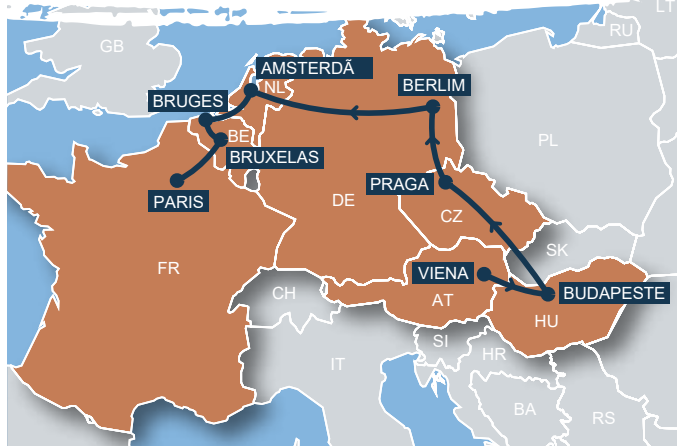 LT
RU
GB
AMSTERDÃ
NL
BERLIM
BRUGES
BE
PL
BRUXELAS
PRAGA
PARIS
DE
CZ
SK
FR
VIENA
CH
AT
BUDAPESTE
HU
SI
HR
IT
BA
RS